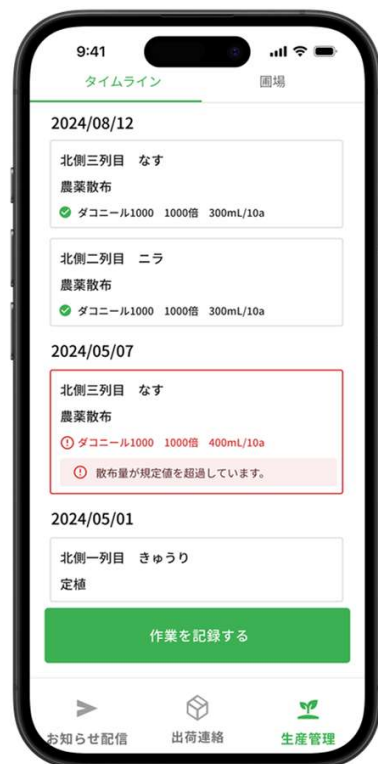 9:41
タイムライン 圃場
2024/08/12
北側三列目 なす
農薬散布
ダコニール1000 1000倍 300mL/10a
北側二列目 ニラ
農薬散布
ダコニール1000 1000倍 300mL/10a
2024/05/07
北側三列目 なす
農薬散布
ダコニール1000 1000倍 400mL/10a
散布量が規定値を超過しています。
2024/05/01
北側一列目 きゅうり
定植
作業を記録する
お知らせ配信 出荷連絡 生産管理